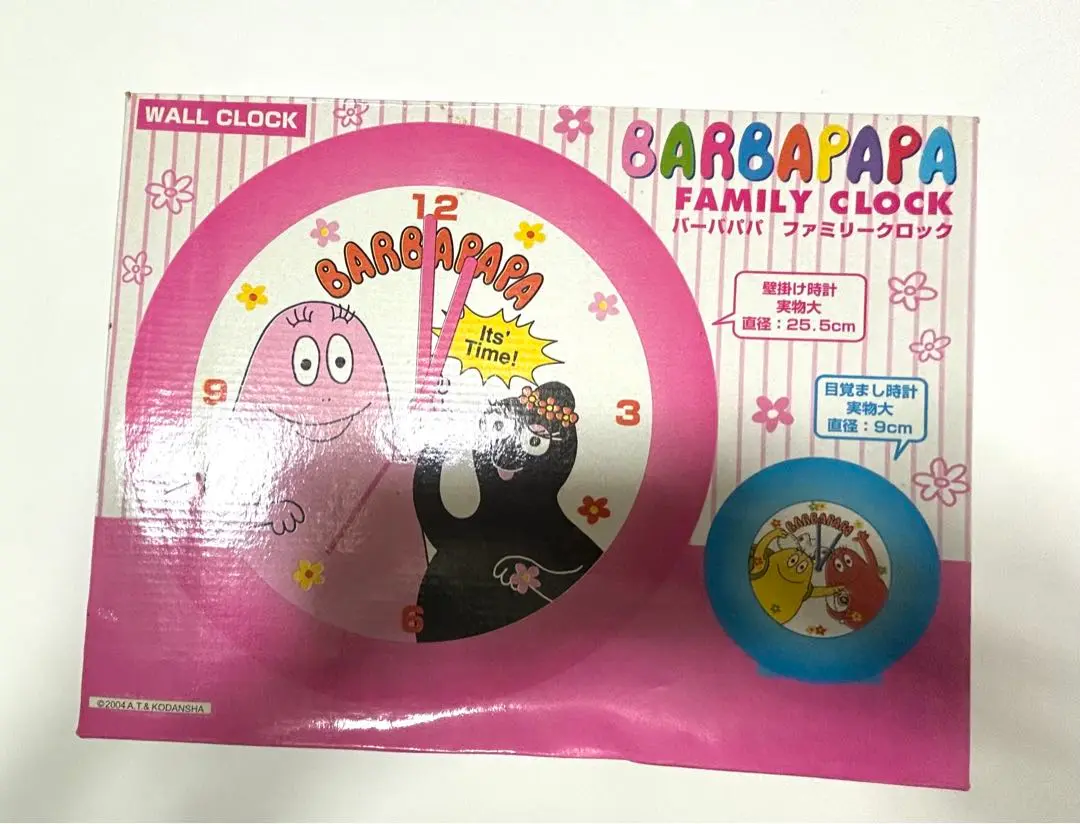 WALL CLOCK
BARBAPAPA
FAMILY CLOCK
バーバパパ ファミリークロック
12
BARBAPAPA
Its'
Time!
9
3
6
壁掛け時計
実物大
直径：25.5cm
目覚まし時計
実物大
直径：9cm
BARBAPAPA
©2004 A.T.& KODANSHA